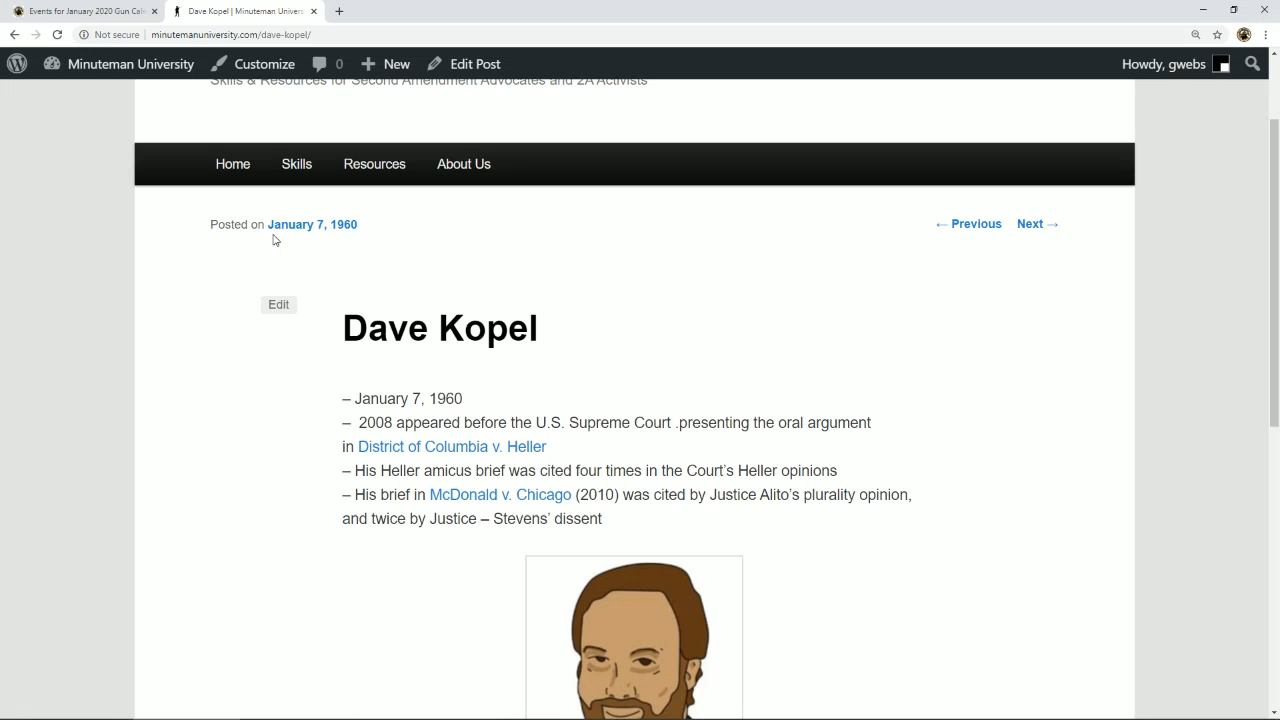 Events for January 2020 Gun Cal
Dave Kopel | Minuteman Univers
Not secure | minutemanuniversity.com/dave-kopel/
Minuteman University Customize 0 New Edit Post Howdy, gwebs
Skills & Resources for Second Amendment Advocates and 2A Activists
Home Skills Resources About Us
Posted on January 7, 1960 ← Previous Next →
Edit
Dave Kopel
– January 7, 1960
– 2008 appeared before the U.S. Supreme Court .presenting the oral argument
in District of Columbia v. Heller
– His Heller amicus brief was cited four times in the Court's Heller opinions
– His brief in McDonald v. Chicago (2010) was cited by Justice Alito's plurality opinion,
and twice by Justice – Stevens' dissent